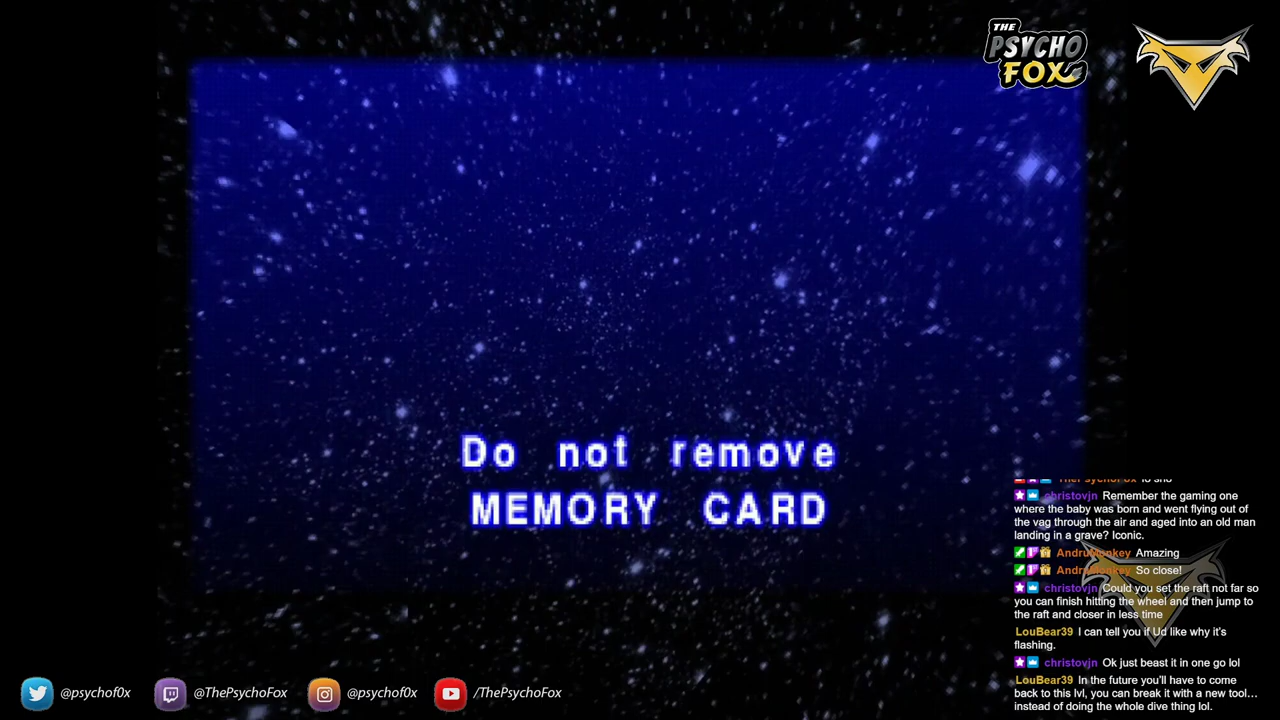 THE
PSYCHO
FOX
Do not remove
MEMORY CARD
christovjn Remember the gaming one
where the baby was born and went flying out of
the vag through the air and aged into an old man
landing in a grave? Iconic.
AndruMonkey Amazing
AndruMonkey So close!
christovjn Could you set the raft not far so
you can finish hitting the wheel and then jump to
the raft and closer in less time
LouBear39 I can tell you if Ud like why it's
flashing.
christovjn Ok just beast it in one go lol
LouBear39 In the future you'll have to come
back to this lvl, you can break it with a new tool…
instead of doing the whole dive thing lol.
@psychof0x
@ThePsychoFox
@psychof0x
/ThePsychoFox